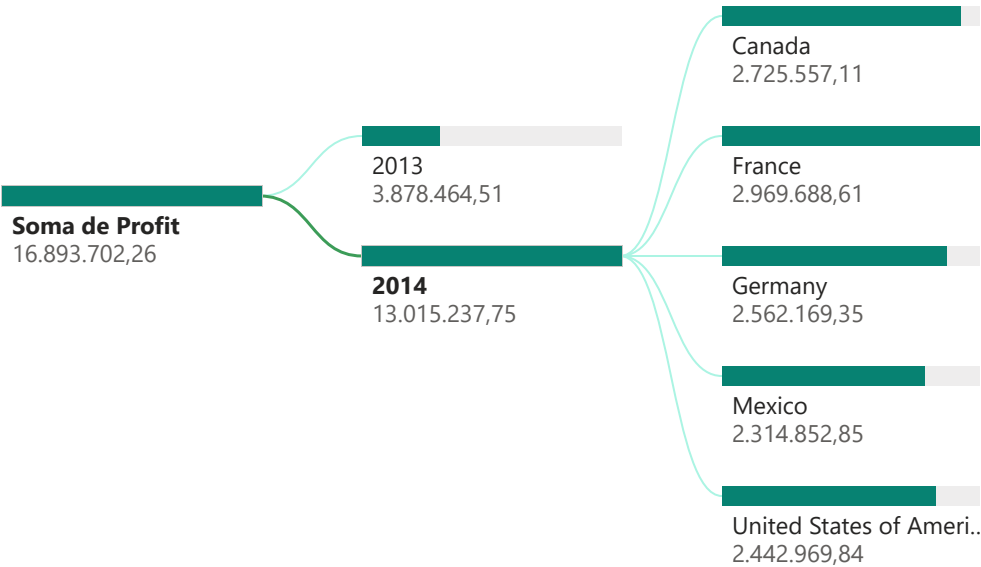 Soma de Profit
16.893.702,26
2013
3.878.464,51
2014
13.015.237,75
Canada
2.725.557,11
France
2.969.688,61
Germany
2.562.169,35
Mexico
2.314.852,85
United States of Ameri..
2.442.969,84